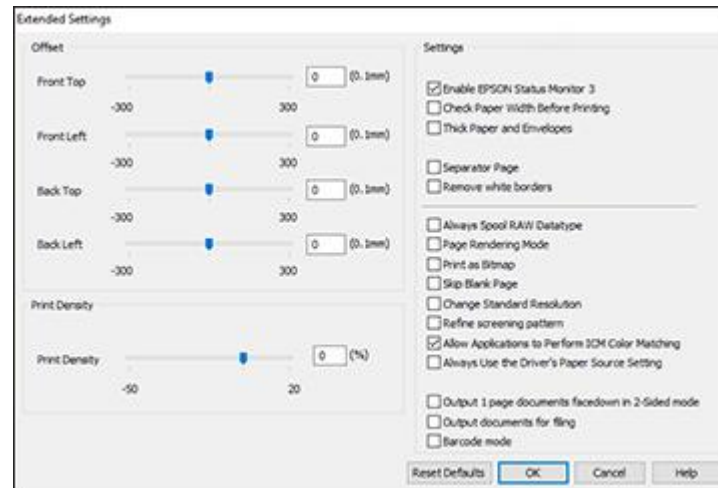 Extended Settings
Offset
Front Top
0 (0.1mm)
-300 300
Front Left
0 (0.1mm)
-300 300
Back Top
0 (0.1mm)
-300 300
Back Left
0 (0.1mm)
-300 300
Print Density
Print Density
0 (%)
-50 20
Settings
Enable EPSON Status Monitor 3
Check Paper Width Before Printing
Thick Paper and Envelopes
Separator Page
Remove white borders
Always Spool RAW Datatype
Page Rendering Mode
Print as Bitmap
Skip Blank Page
Change Standard Resolution
Refine screening pattern
Allow Applications to Perform ICM Color Matching
Always Use the Driver's Paper Source Setting
Output 1 page documents facedown in 2-Sided mode
Output documents for filing
Barcode mode
Reset Defaults OK Cancel Help